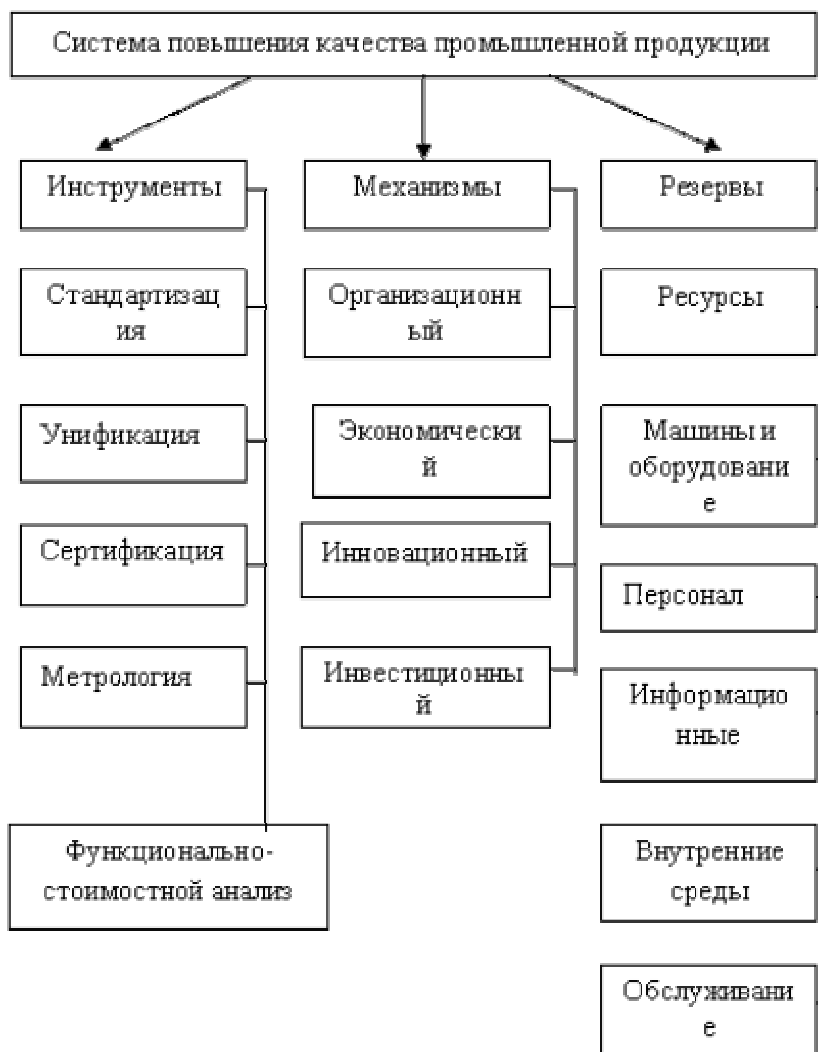 Система повышения качества промышленной продукции
Инструменты
Стандартизац
ия
Унификация
Сертификация
Метрология
Функционально-
стоимостной анализ
Механизмы
Организационн
ый
Экономическ
й
Инновационный
Инвестиционны
й
Резервы
Ресурсы
Машины и
оборудовани
е
Персонал
Информацио
нные
Внутренние
среды
Обслуживани
е